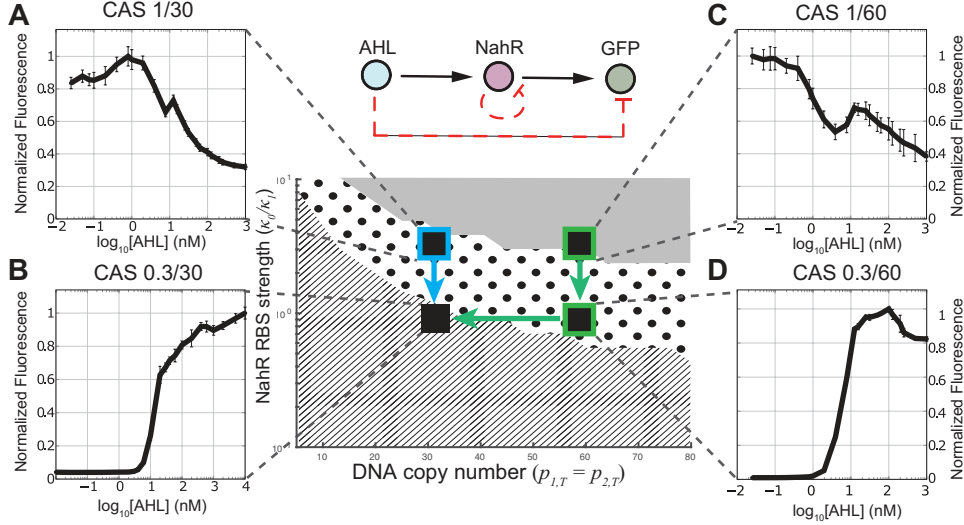 A
CAS 1/30
Normalized Fluorescence
1
0.8
0.6
0.4
0.2
0
−2
−1
0
1
2
3
log10[AHL] (nM)
AHL
NahR
GFP
C
CAS 1/60
1
0.8
0.6
0.4
0.2
0
Normalized Fluorescence
−2
−1
0
1
2
3
log10[AHL] (nM)
B
CAS 0.3/30
Normalized Fluorescence
1
0.8
0.6
0.4
0.2
0
−1
0
1
2
3
4
log10[AHL] (nM)
NahR RBS strength (κ0/κ1)
10 1
10 0
10
10
20
30
40
50
60
70
80
DNA copy number (p1,T = p2,T)
D
CAS 0.3/60
1
0.8
0.6
0.4
0.2
0
Normalized Fluorescence
−2
−1
0
1
2
3
log10[AHL] (nM)